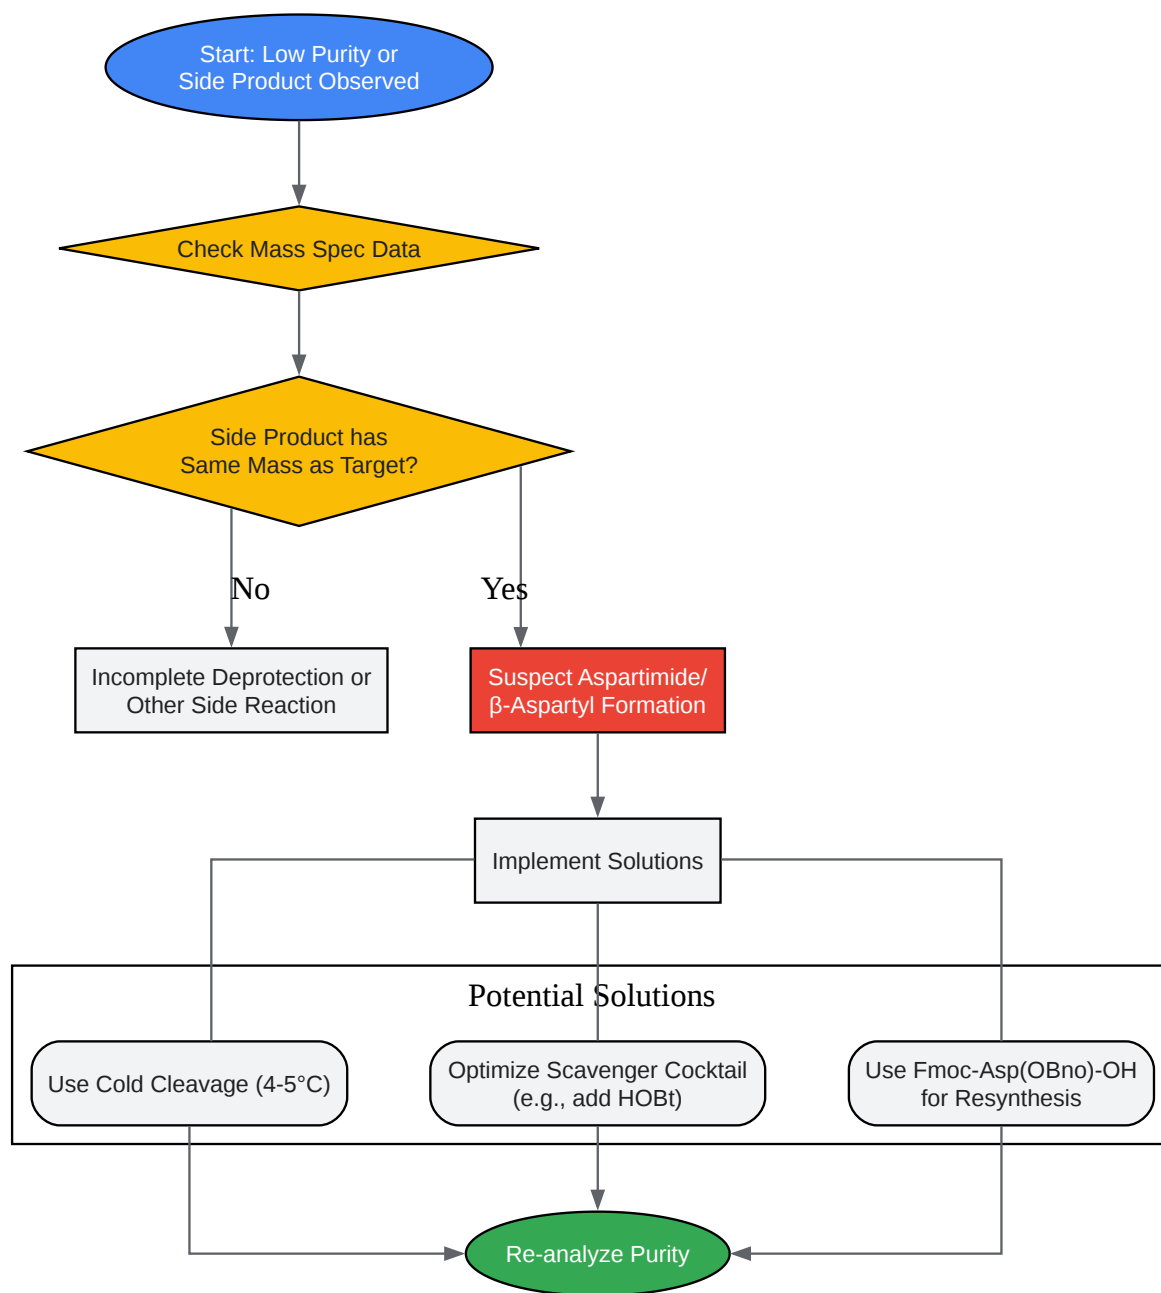 Start: Low Purity or
Side Product Observed
Check Mass Spec Data
Side Product has
Same Mass as Target?
No
Yes
Incomplete Deprotection or
Other Side Reaction
Suspect Aspartimide/
β-Aspartyl Formation
Implement Solutions
Potential Solutions
Use Cold Cleavage (4-5°C)
Optimize Scavenger Cocktail
(e.g., add HOBt)
Use Fmoc-Asp(OBno)-OH
for Resynthesis
Re-analyze Purity